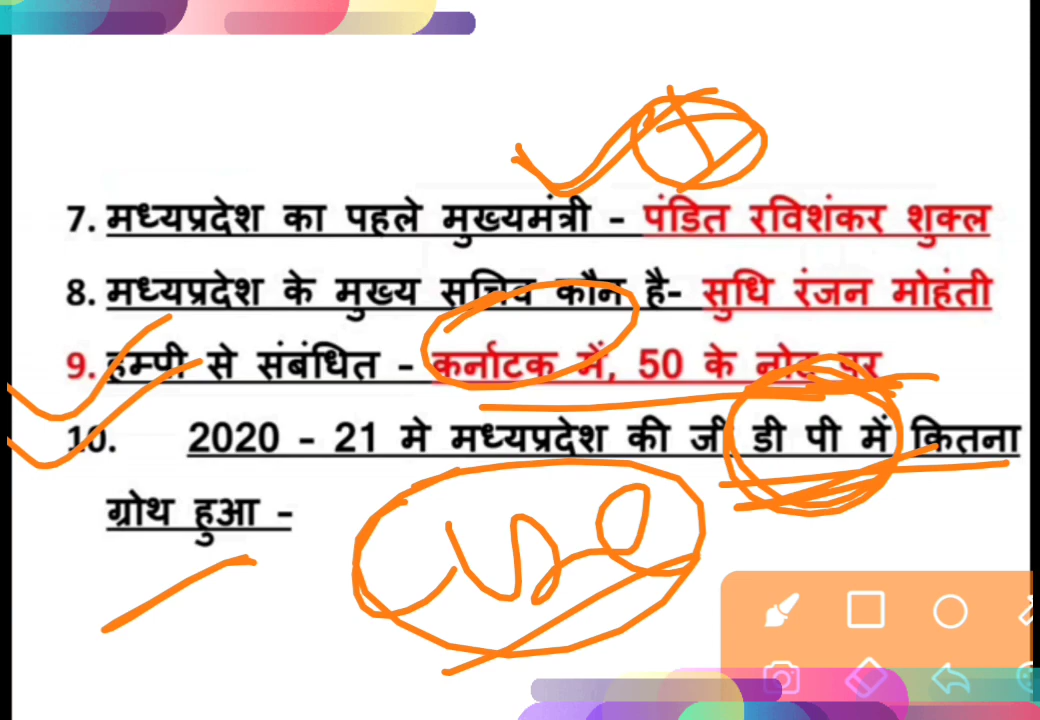 7. मध्यप्रदेश का पहले मुख्यमंत्री - पंडित रविशंकर शुक्ल
8. मध्यप्रदेश के मुख्य सचिव कौन है- सुधि रंजन मोहंती
9. हम्पी से संबंधित - कर्नाटक में, 50 के नोट पर
10. 2020 - 21 मे मध्यप्रदेश की जी डी पी में कितना
ग्रोथ हुआ -